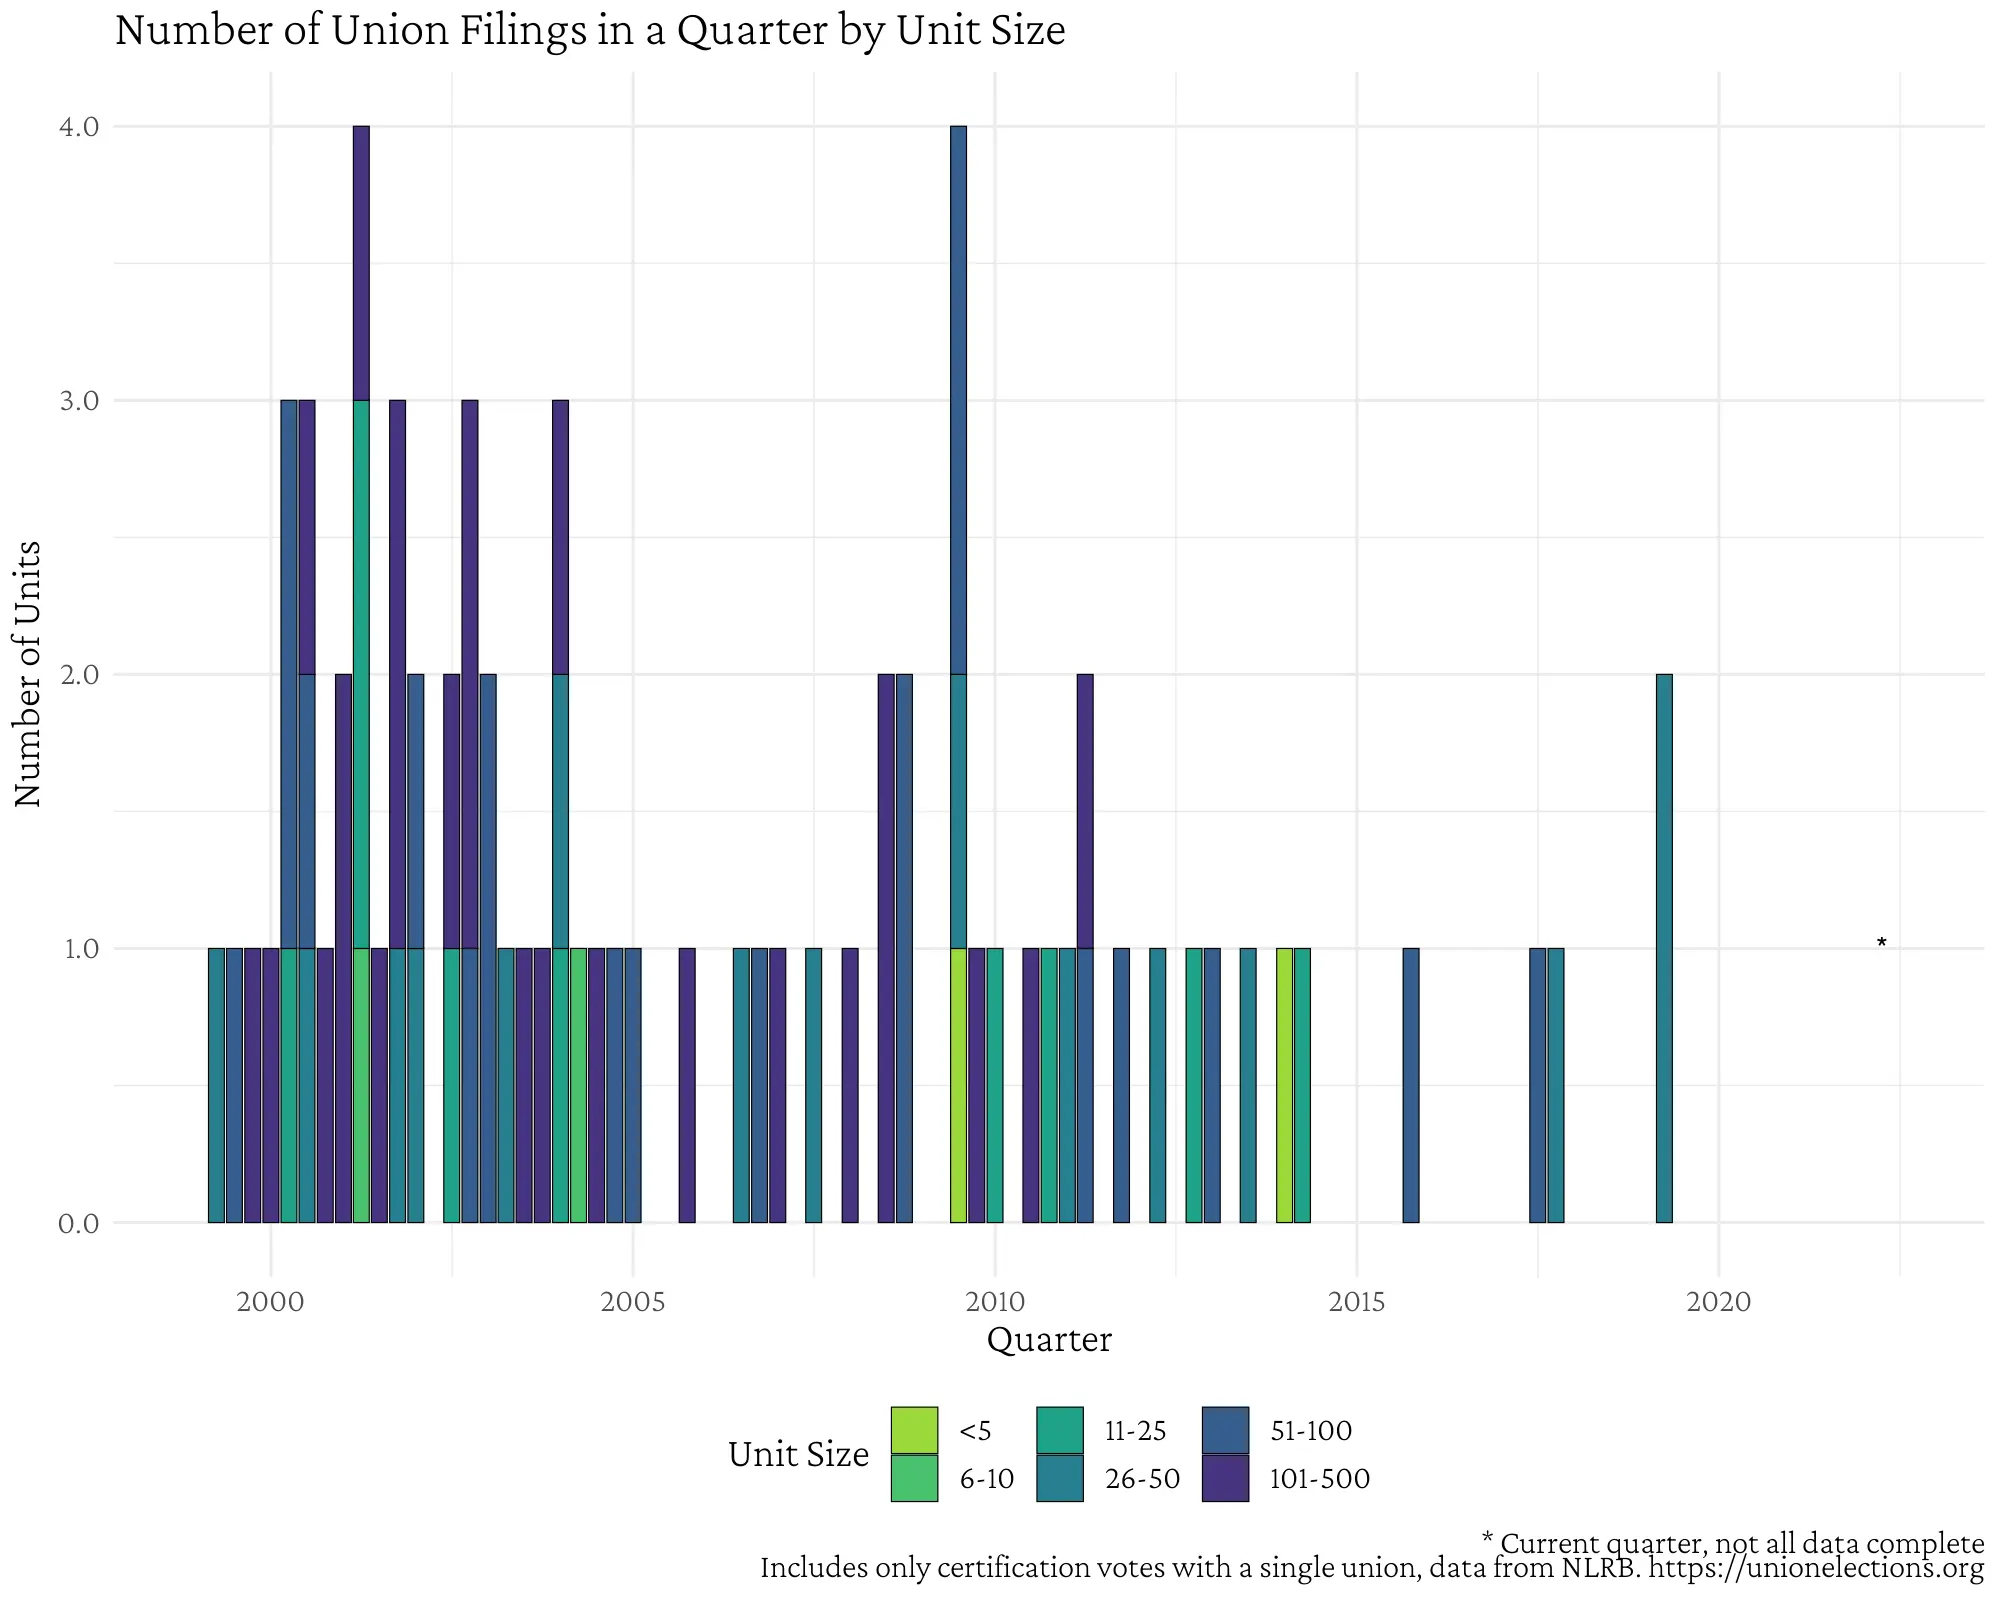 Number of Union Filings in a Quarter by Unit Size
Number of Units
4.0
3.0
2.0
1.0
0.0
*
2000 2005 2010 2015 2020
Quarter
Unit Size
<5 11-25 51-100
6-10 26-50 101-500
* Current quarter, not all data complete
Includes only certification votes with a single union, data from NLRB. https://unionelections.org